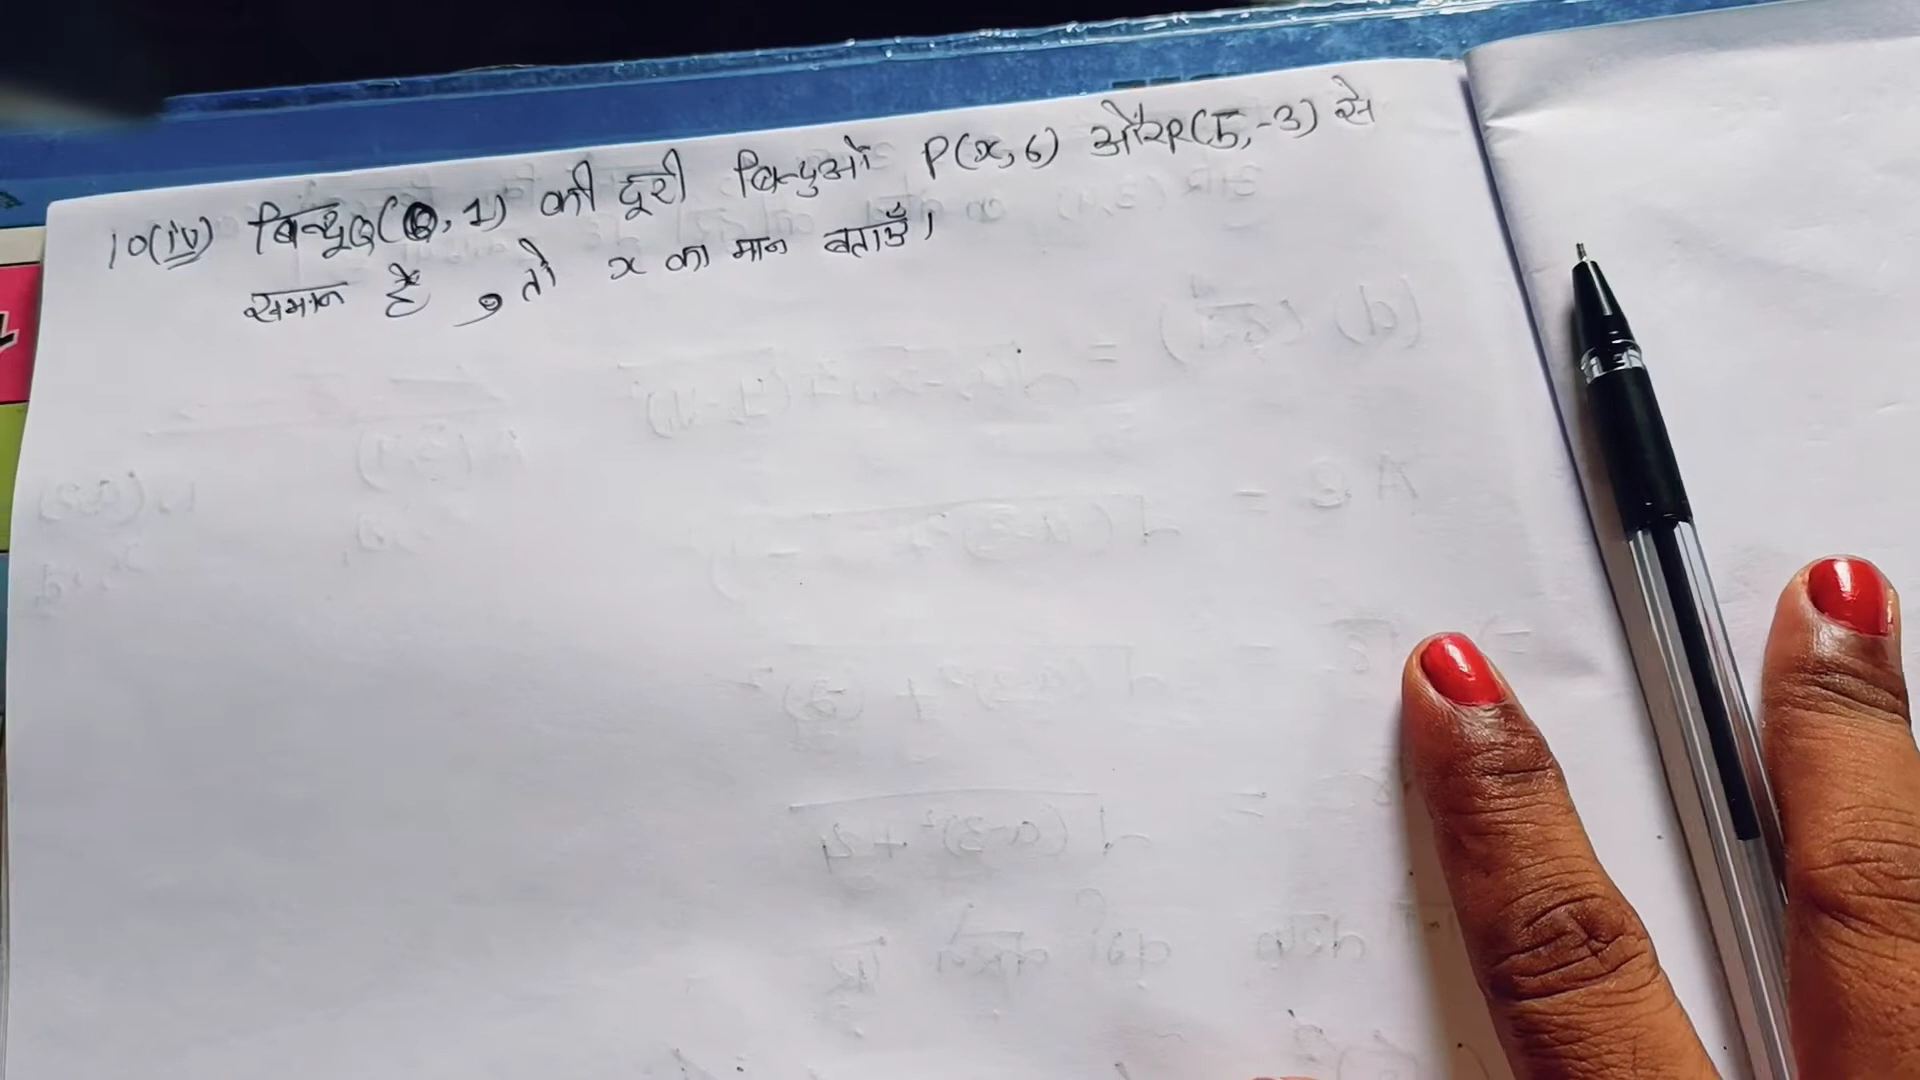 10(iv) बिन्दू Q(0, 1) की दूरी बिन्दुओं P(x, 6) और R(5, -3) से
समान है , तो x का मान बताएँ।